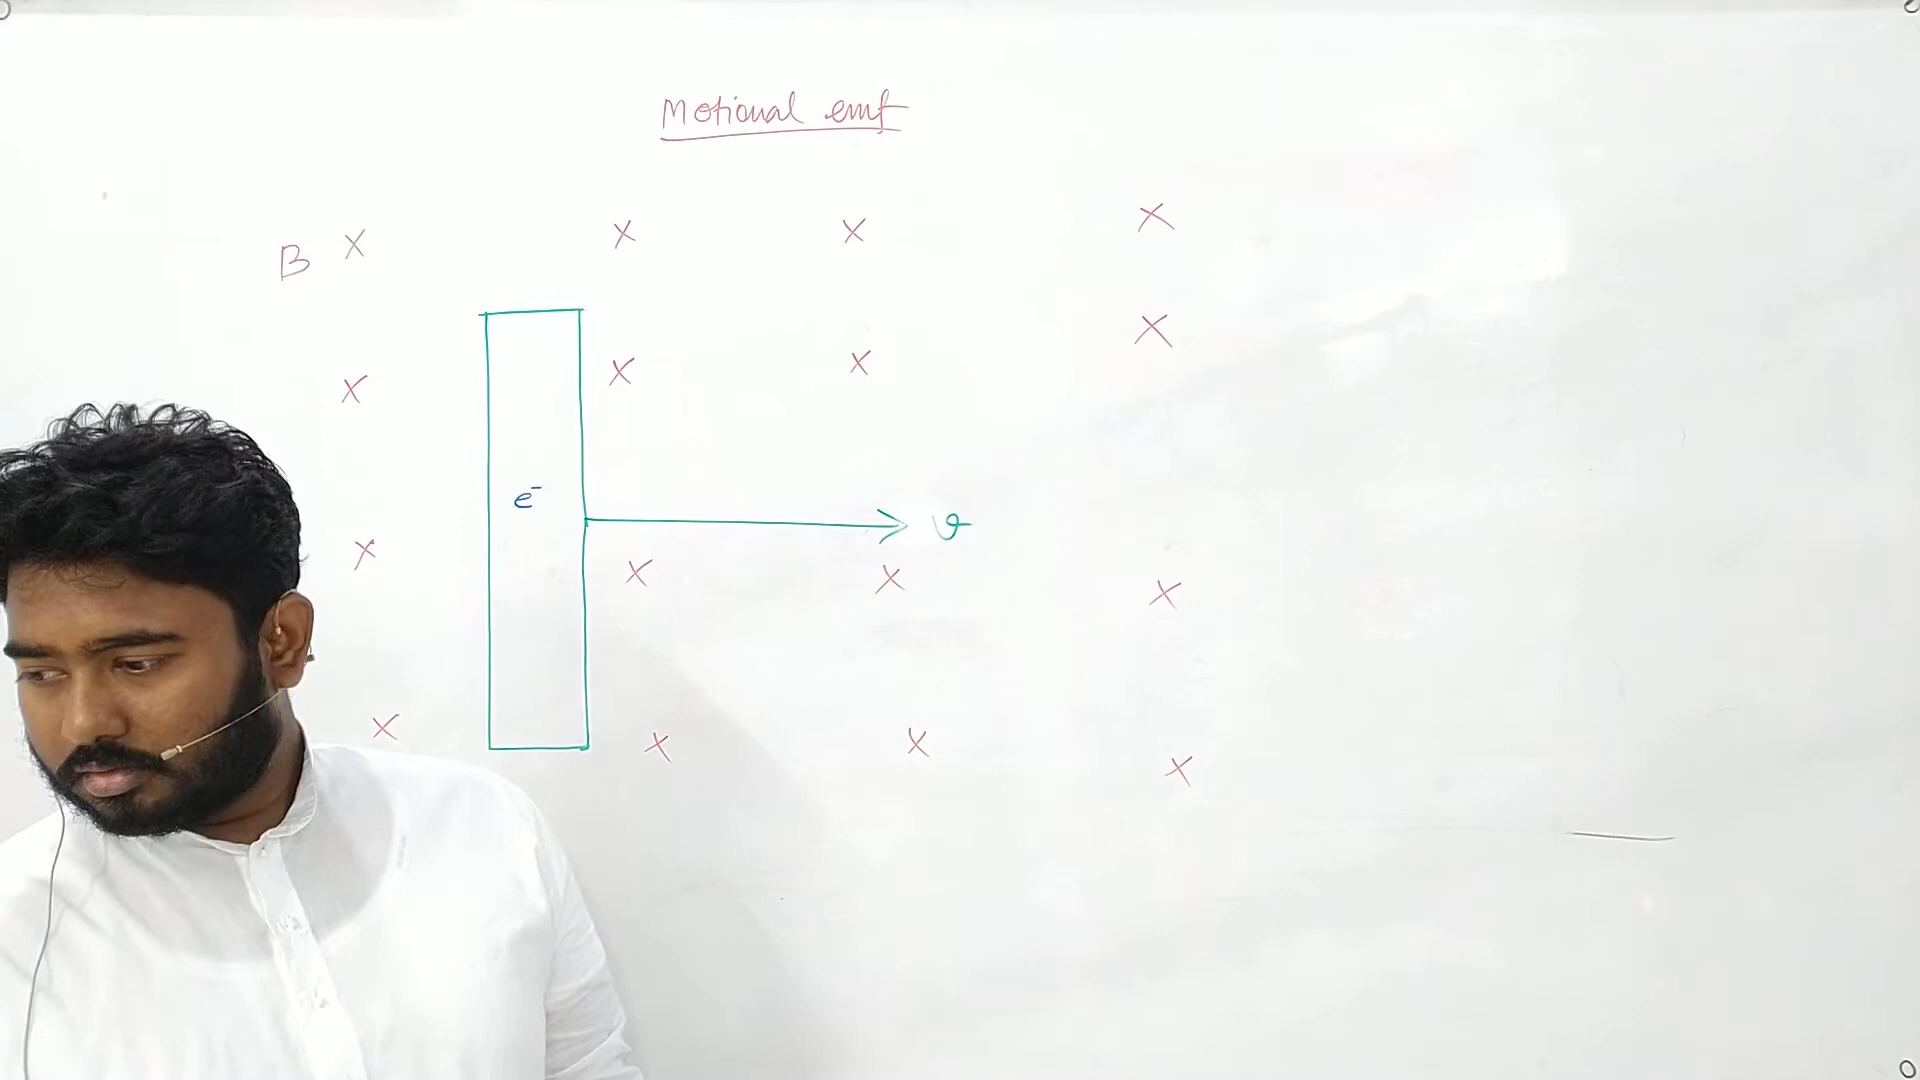 Motional emf
B x x x x
x x x x
e⁻
v
x x x x
x x x x